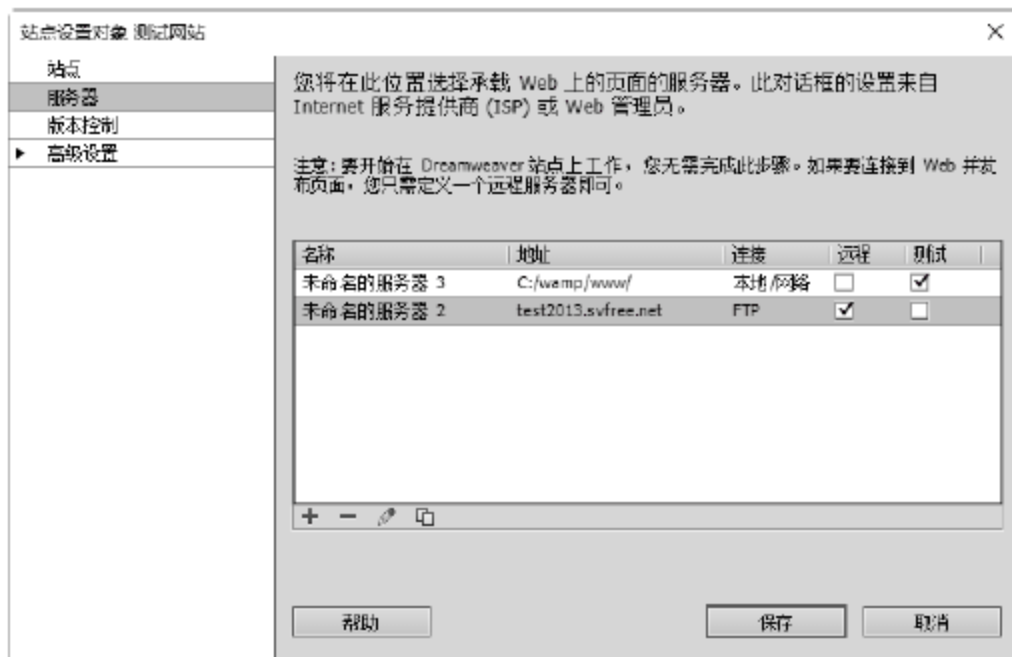 站点设置对象 测试网站
站点
服务器
版本控制
高级设置
您将在此位置选择承载 Web 上的页面的服务器。此对话框的设置来自
Internet 服务提供商 (ISP) 或 Web 管理员。
注意:要开始在 Dreamweaver 站点上工作，您无需完成此步骤。如果要连接到 Web 并发
布页面，您只需定义一个远程服务器即可。
名称 地址 连接 远程 测试
未命名的服务器 3 C:/wamp/www/ 本地/网络
未命名的服务器 2 test2013.svfree.net FTP
帮助 保存 取消